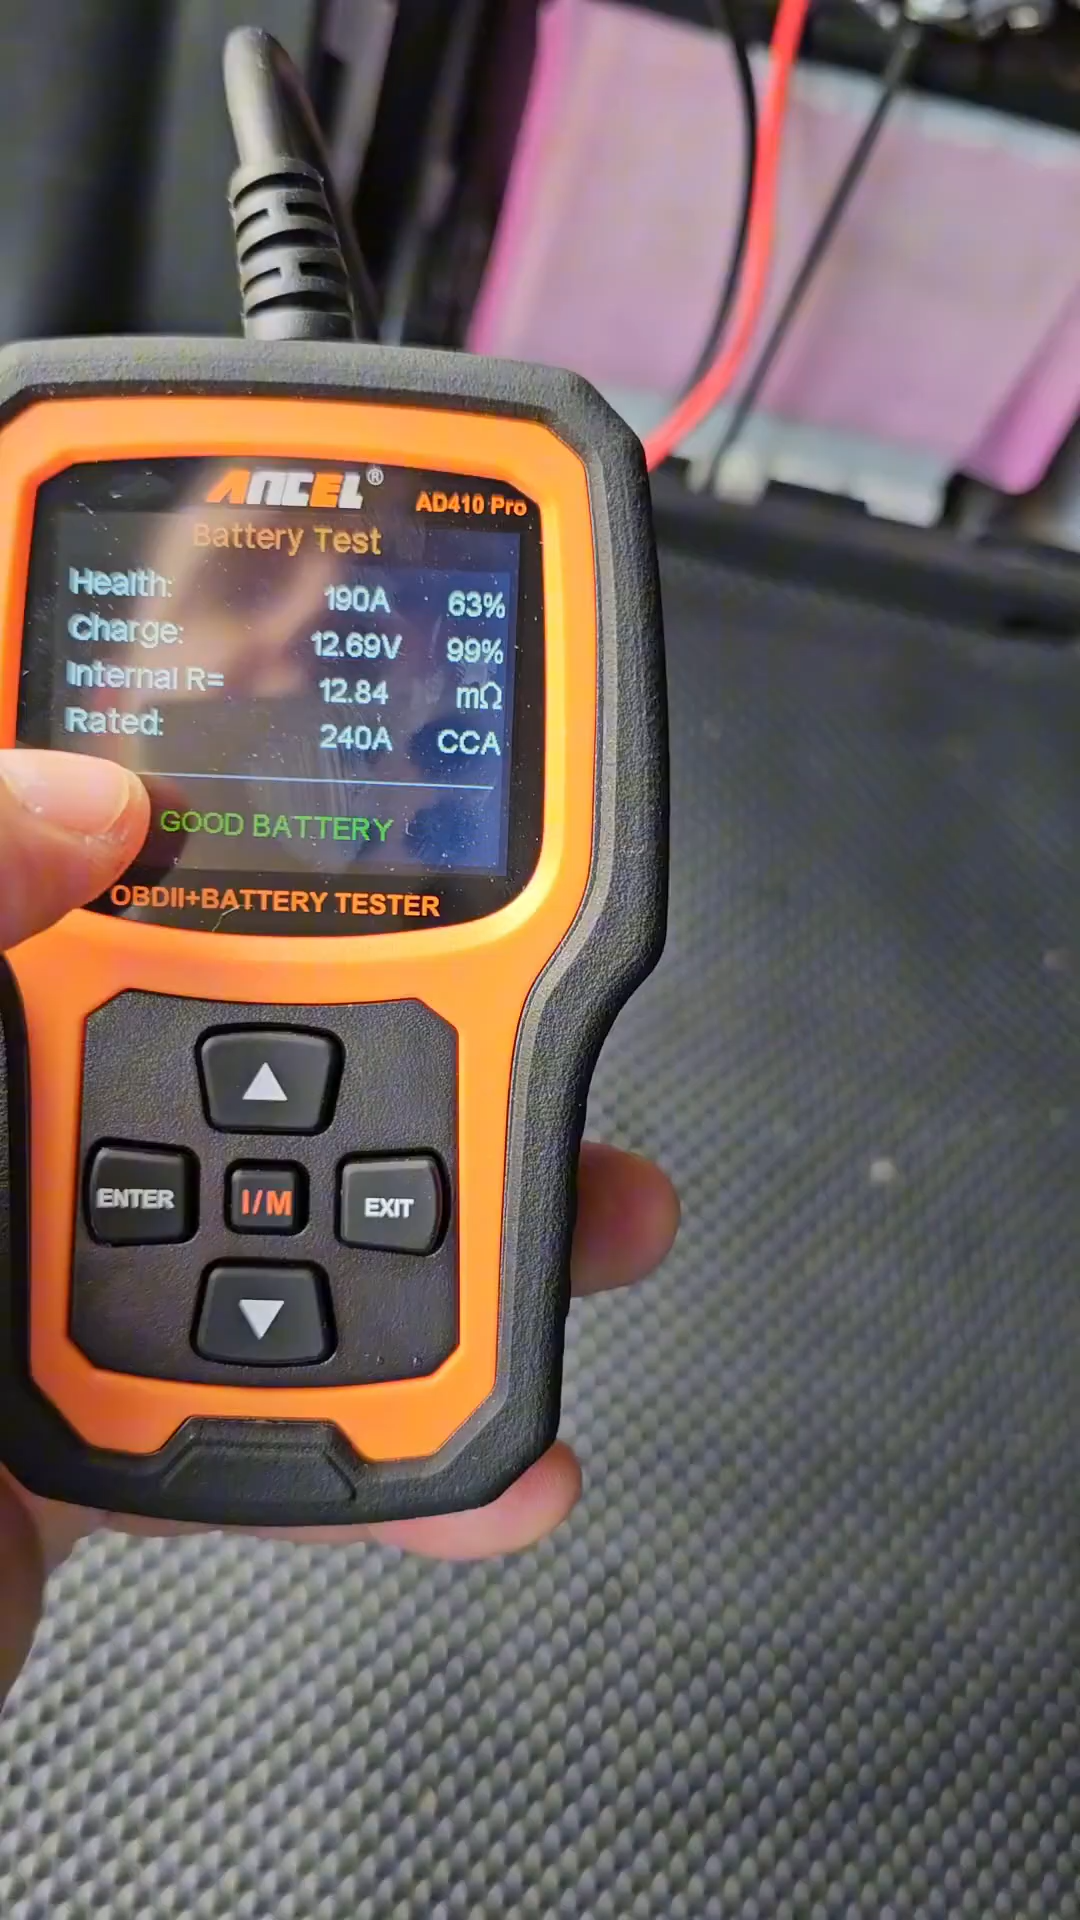 ANCEL®
AD410 Pro
Battery Test
Health: 190A 63%
Charge: 12.69V 99%
Internal R= 12.84 mΩ
Rated: 240A CCA
GOOD BATTERY
OBDII+BATTERY TESTER
▲
ENTER I/M EXIT
▼